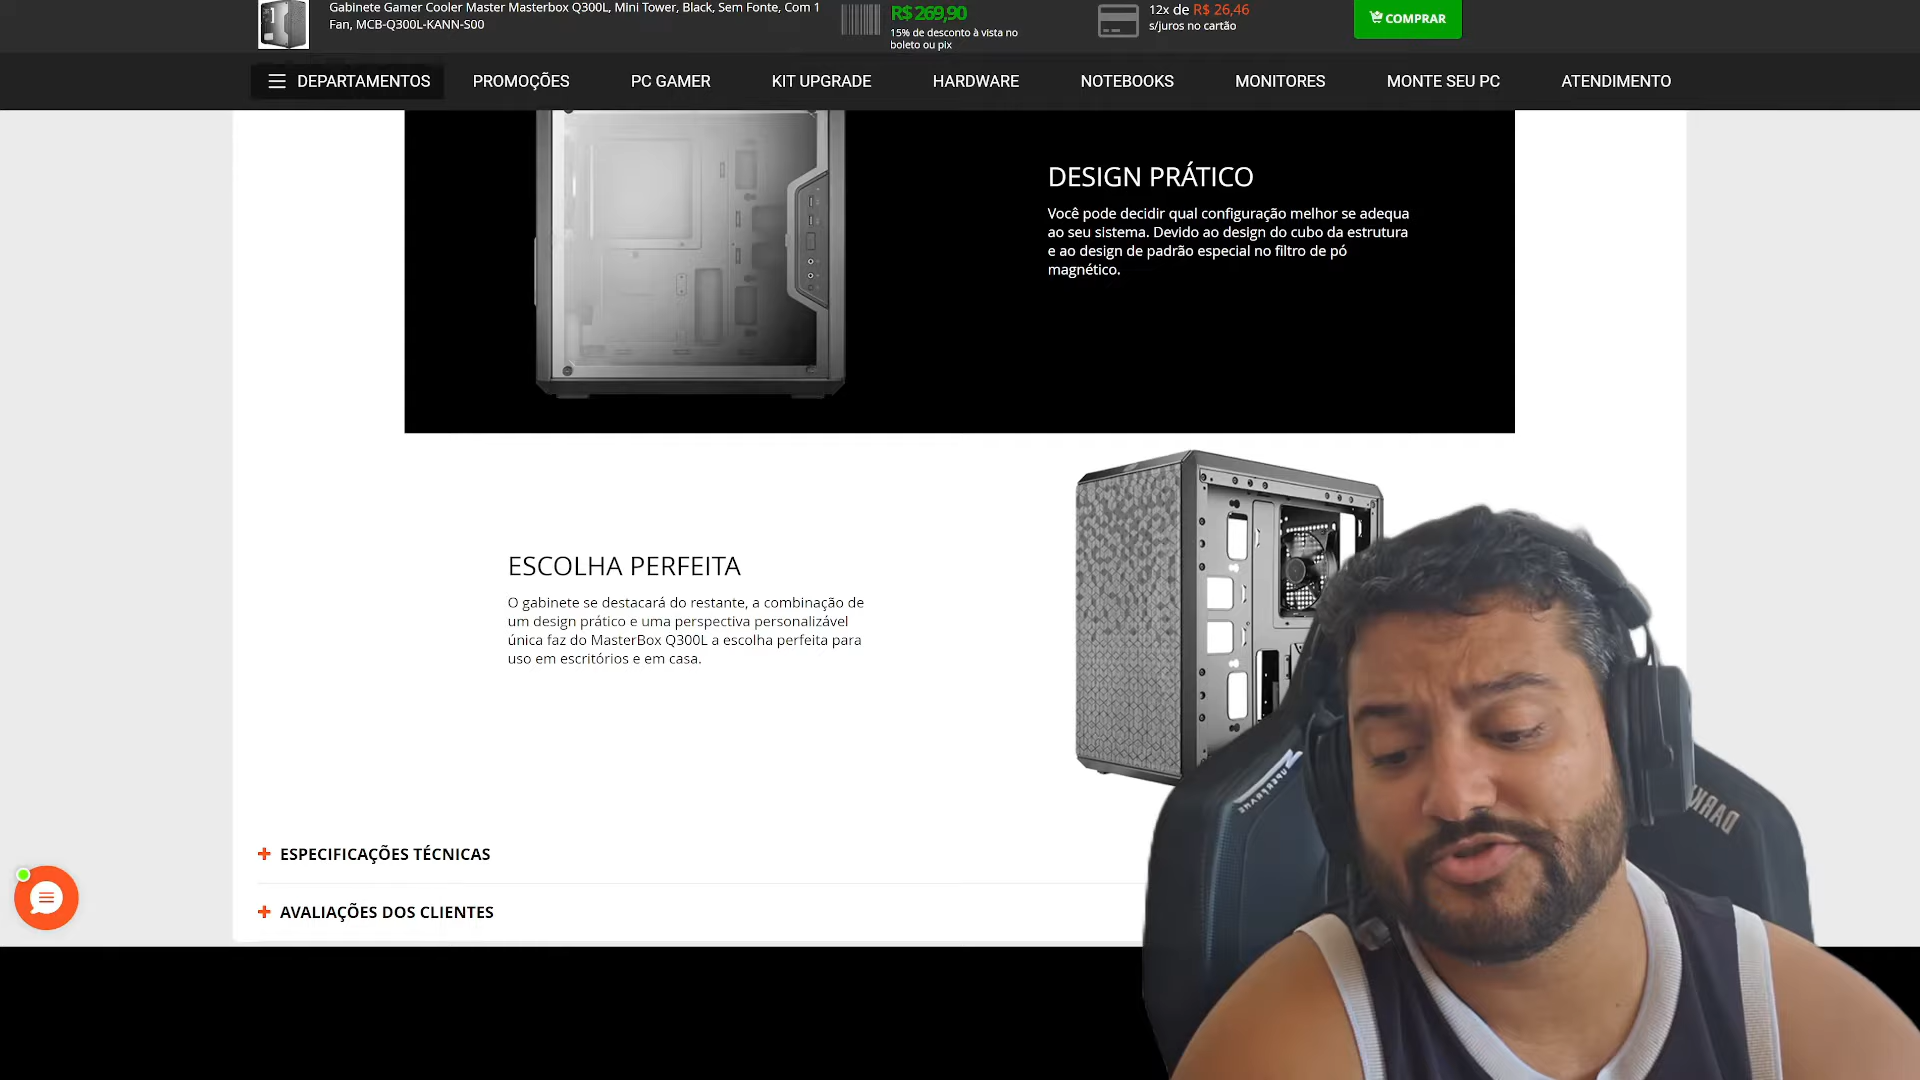 Gabinete Gamer Cooler Master Masterbox Q300L, Mini Tower, Black, Sem Fonte, Com 1
Fan, MCB-Q300L-KANN-S00
R$ 269,90
15% de desconto à vista no
boleto ou pix
12x de R$ 26,46
s/juros no cartão
COMPRAR
DEPARTAMENTOS
PROMOÇÕES
PC GAMER
KIT UPGRADE
HARDWARE
NOTEBOOKS
MONITORES
MONTE SEU PC
ATENDIMENTO
DESIGN PRÁTICO
Você pode decidir qual configuração melhor se adequa
ao seu sistema. Devido ao design do cubo da estrutura
e ao design de padrão especial no filtro de pó
magnético.
ESCOLHA PERFEITA
O gabinete se destacará do restante, a combinação de
um design prático e uma perspectiva personalizável
única faz do MasterBox Q300L a escolha perfeita para
uso em escritórios e em casa.
ESPECIFICAÇÕES TÉCNICAS
AVALIAÇÕES DOS CLIENTES
SUPERFRAME
DARK